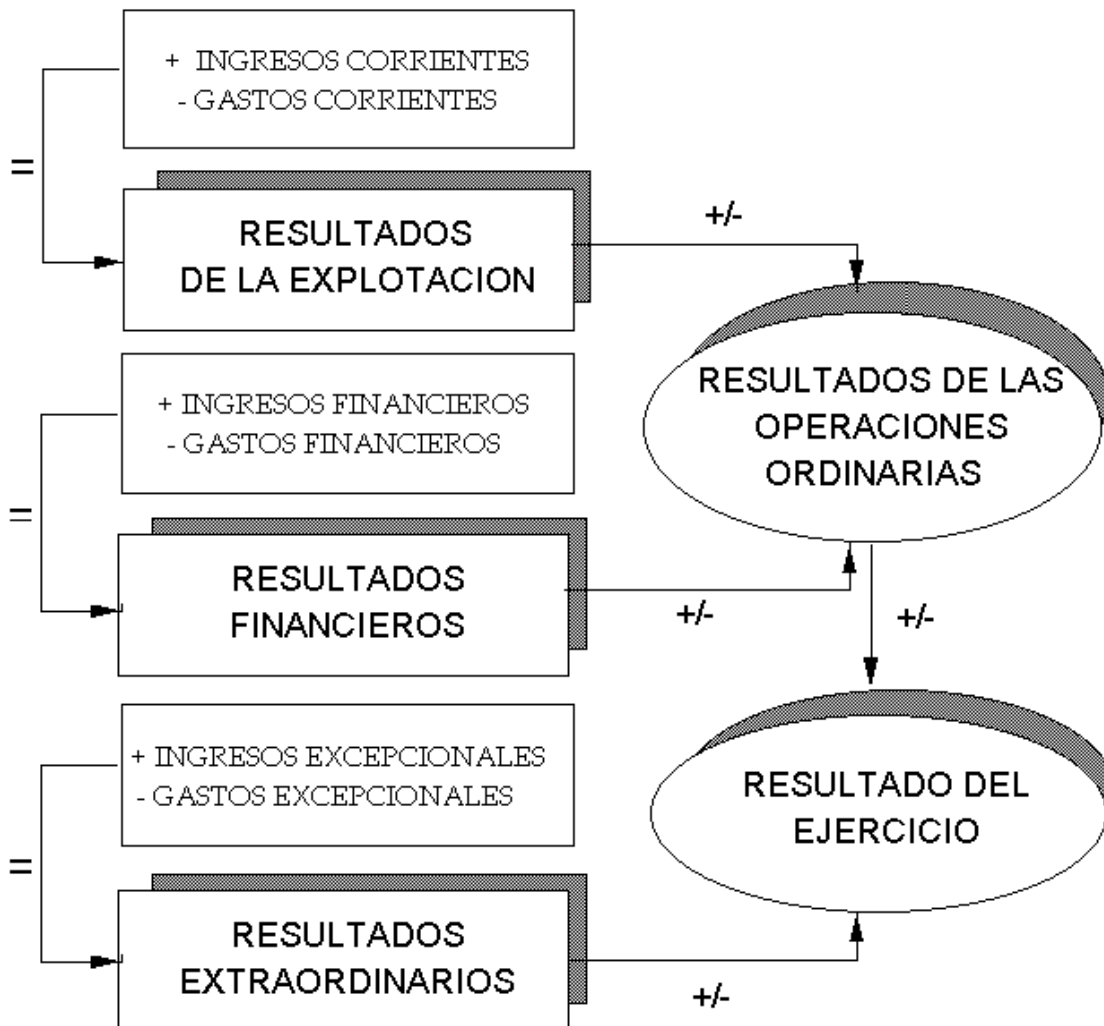 + INGRESOS CORRIENTES
- GASTOS CORRIENTES
=
RESULTADOS
DE LA EXPLOTACION
+/-
+ INGRESOS FINANCIEROS
- GASTOS FINANCIEROS
=
RESULTADOS
FINANCIEROS
+/-
RESULTADOS DE LAS
OPERACIONES
ORDINARIAS
+/-
+ INGRESOS EXCEPCIONALES
- GASTOS EXCEPCIONALES
=
RESULTADOS
EXTRAORDINARIOS
+/-
RESULTADO DEL
EJERCICIO